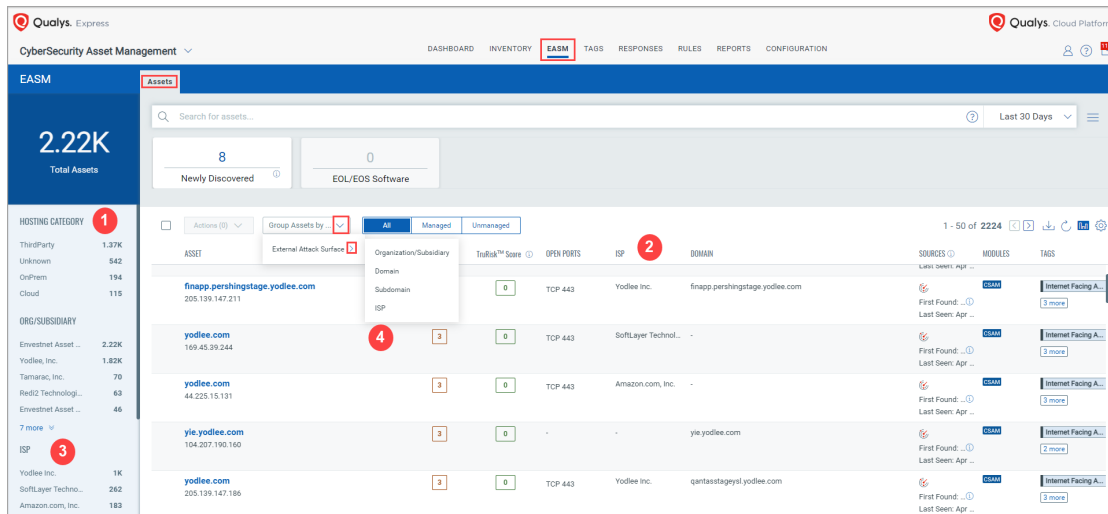 Qualys. Express
Qualys. Cloud Platform
CyberSecurity Asset Management
DASHBOARD INVENTORY EASM TAGS RESPONSES RULES REPORTS CONFIGURATION
EASM
Assets
2.22K
Total Assets
Search for assets...
Last 30 Days
8
Newly Discovered
0
EOL/EOS Software
HOSTING CATEGORY 1
ThirdParty 1.37K
Unknown 542
OnPrem 194
Cloud 115
ORG/SUBSIDIARY
Envestnet Asset ... 2.22K
Yodlee, Inc. 1.82K
Tamarac, Inc. 70
Redi2 Technologi... 63
Envestnet Asset ... 46
7 more
ISP 3
Yodlee Inc. 1K
SoftLayer Techno... 262
Amazon.com, Inc. 183
Actions (0) Group Assets by ... All Managed Unmanaged 1 - 50 of 2224
External Attack Surface
Organization/Subsidiary
Domain
Subdomain
ISP
4
ASSET TruRisk™ Score OPEN PORTS ISP 2 DOMAIN SOURCES MODULES TAGS
Last Seen: Apr ...
finapp.pershingstage.yodlee.com 0 TCP 443 Yodlee Inc. finapp.pershingstage.yodlee.com CSAM Internet Facing A...
205.139.147.211 First Found: ... 3 more
Last Seen: Apr ...
yodlee.com 3 0 TCP 443 SoftLayer Technol... - CSAM Internet Facing A...
169.45.39.244 First Found: ... 3 more
Last Seen: Apr ...
yodlee.com 3 0 TCP 443 Amazon.com, Inc. - CSAM Internet Facing A...
44.225.15.131 First Found: ... 3 more
Last Seen: Apr ...
yie.yodlee.com 3 0 - - yie.yodlee.com CSAM Internet Facing A...
104.207.190.160 First Found: ... 2 more
Last Seen: Apr ...
yodlee.com 3 0 TCP 443 Yodlee Inc. qantasstageysl.yodlee.com CSAM Internet Facing A...
205.139.147.186 First Found: ... 3 more
Last Seen: Apr ...